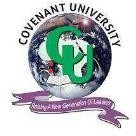 COVENANT UNIVERSITY
CU
Raising A New Generation Of Leaders